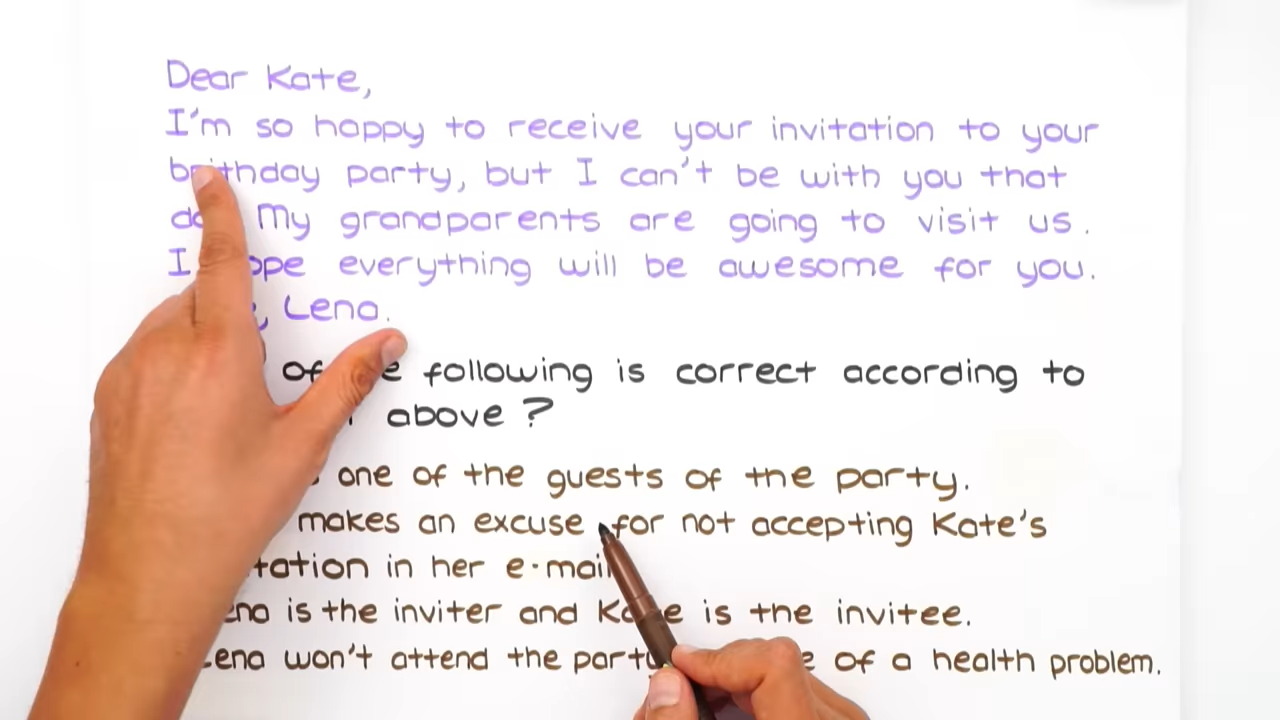 Dear Kate,
I'm so happy to receive your invitation to your
party, but I can't be with you that
My grandparents are going to visit us.
I everything will be awesome for you.
Lena.
of following is correct according to
above ?
one of the guests of the party.
makes an excuse for not accepting Kate's
in her
is the inviter and is the invitee.
Lena won't attend the of a health problem.